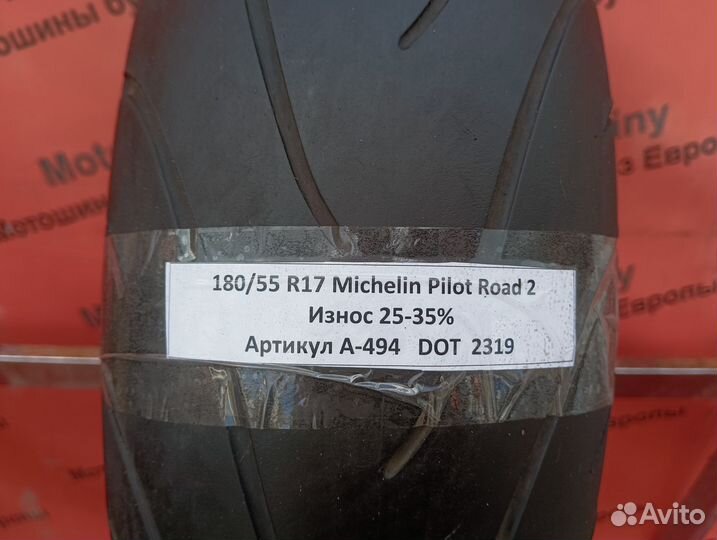 180/55 R17 Michelin Pilot Road 2
Износ 25-35%
Артикул А-494 DOT 2319
Avito